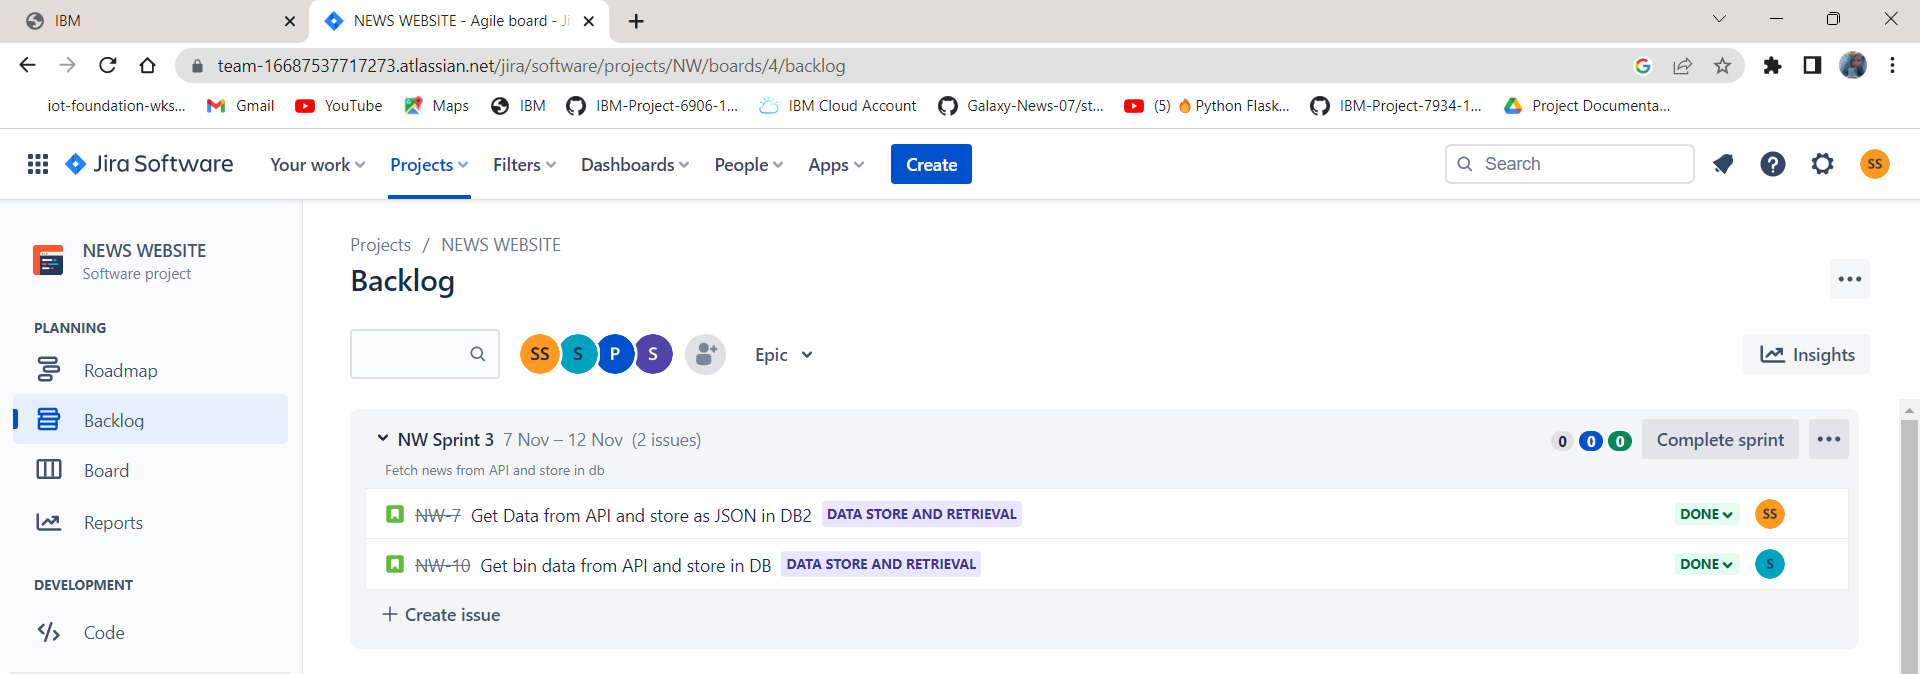 IBM
NEWS WEBSITE - Agile board - Ji
team-16687537717273.atlassian.net/jira/software/projects/NW/boards/4/backlog
iot-foundation-wks... Gmail YouTube Maps IBM IBM-Project-6906-1... IBM Cloud Account Galaxy-News-07/st... (5) 🔥Python Flask... IBM-Project-7934-1... Project Documenta...
Jira Software Your work Projects Filters Dashboards People Apps Create Search SS
NEWS WEBSITE
Software project
PLANNING
Roadmap
Backlog
Board
Reports
DEVELOPMENT
Code
Projects / NEWS WEBSITE
Backlog
SS S P S Epic Insights
NW Sprint 3 7 Nov – 12 Nov (2 issues) 0 0 0 Complete sprint
Fetch news from API and store in db
NW-7 Get Data from API and store as JSON in DB2 DATA STORE AND RETRIEVAL DONE SS
NW-10 Get bin data from API and store in DB DATA STORE AND RETRIEVAL DONE S
+ Create issue